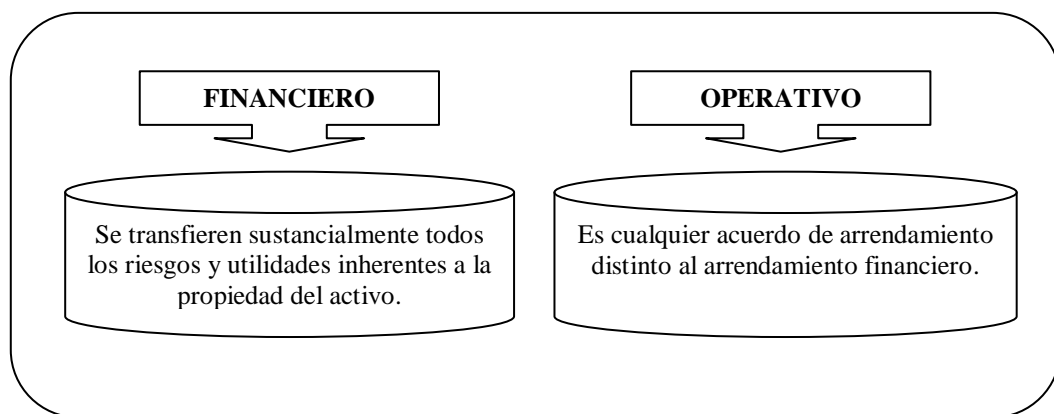 FINANCIERO
Se transfieren sustancialmente todos
los riesgos y utilidades inherentes a la
propiedad del activo.
OPERATIVO
Es cualquier acuerdo de arrendamiento
distinto al arrendamiento financiero.